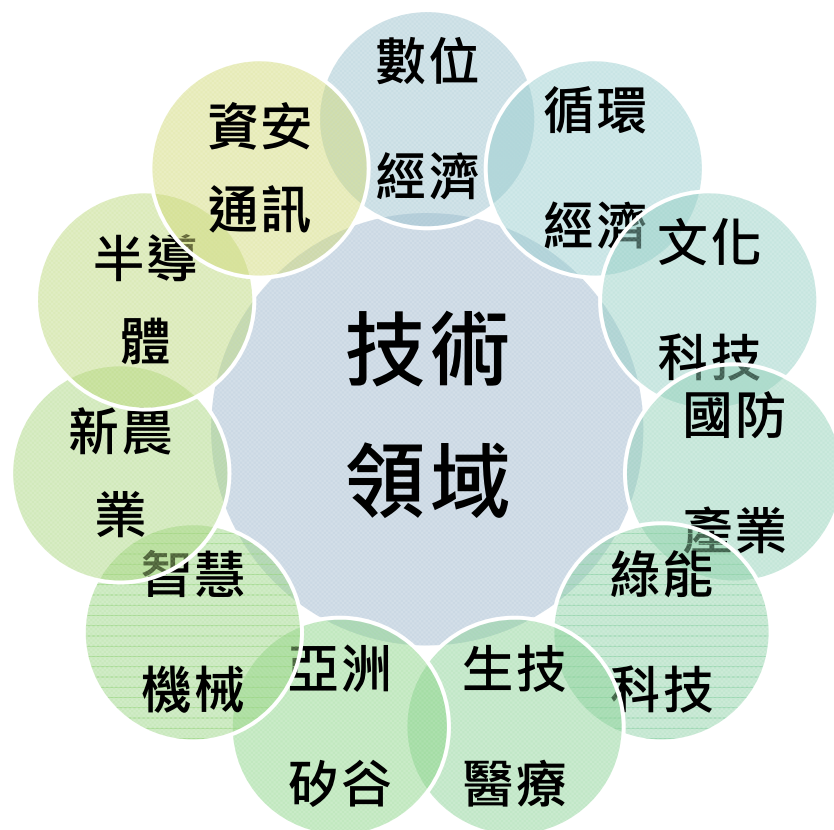 技術
領域
數位
經濟
循環
經濟
文化
科技
國防
產業
綠能
科技
生技
醫療
亞洲
矽谷
智慧
機械
新農
業
半導
體
資安
通訊